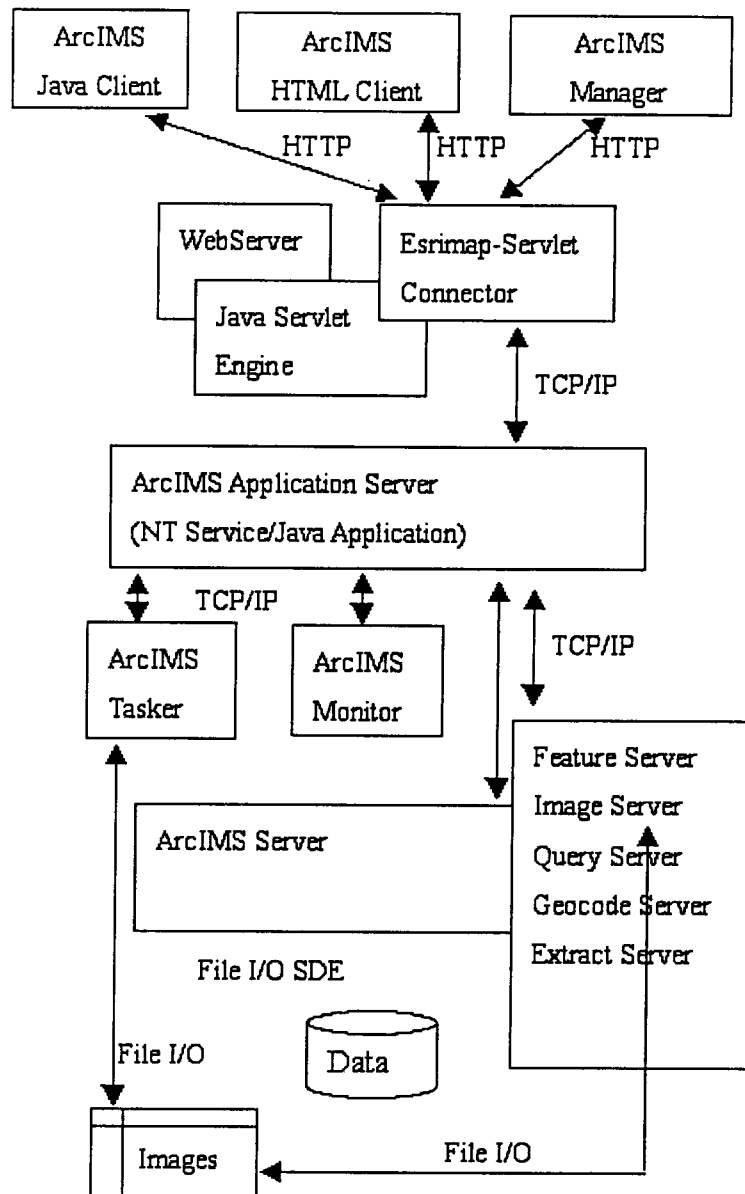 ArcIMS
Java Client
ArcIMS
HTML Client
ArcIMS
Manager
HTTP
HTTP
HTTP
WebServer
Esrimap-Servlet
Connector
Java Servlet
Engine
TCP/IP
ArcIMS Application Server
(NT Service/Java Application)
TCP/IP
TCP/IP
ArcIMS
Tasker
ArcIMS
Monitor
Feature Server
Image Server
Query Server
Geocode Server
Extract Server
ArcIMS Server
File I/O SDE
Data
File I/O
Images
File I/O